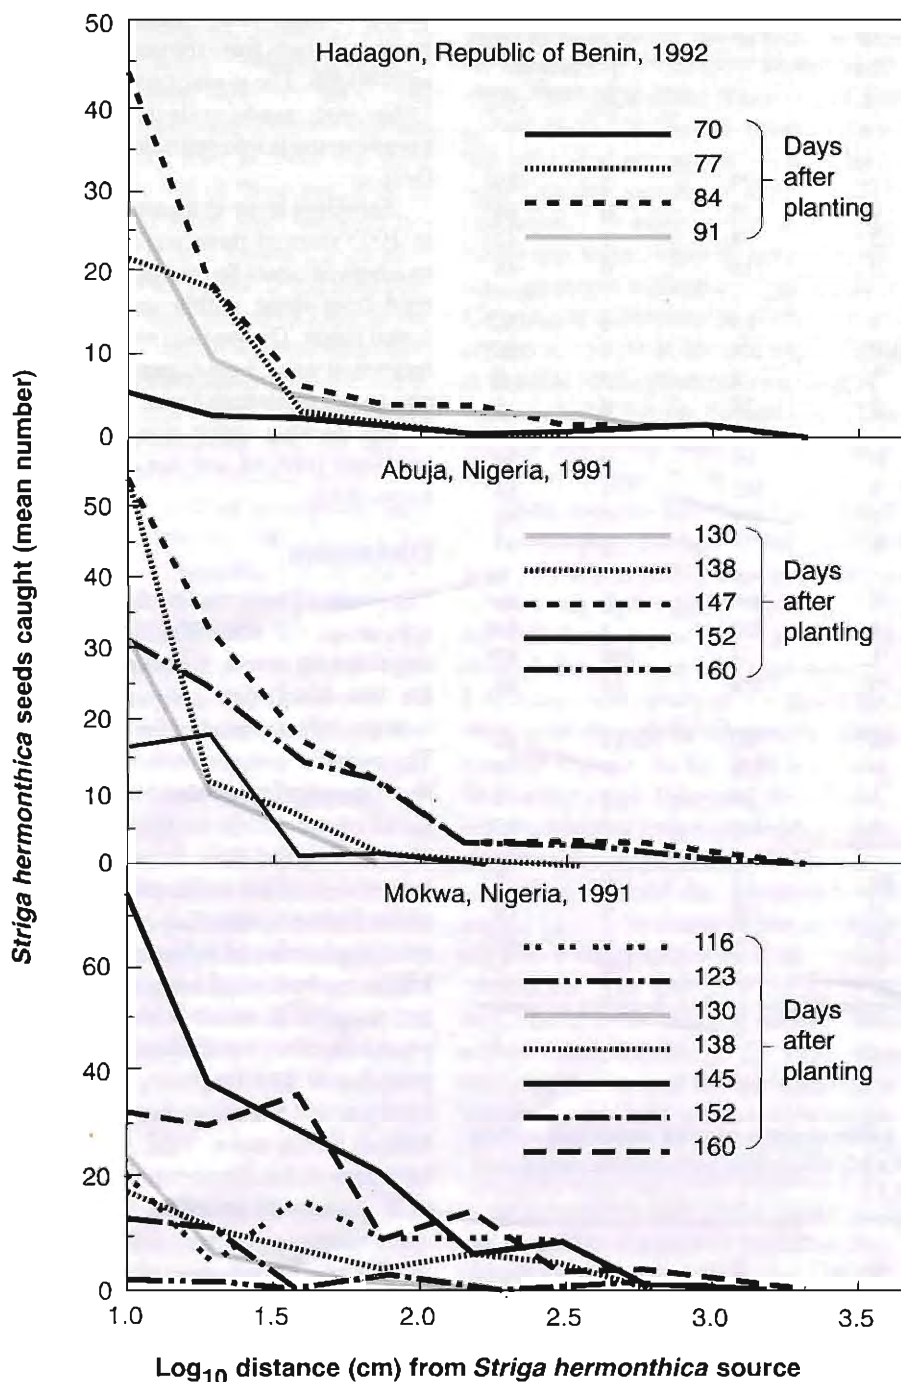 Striga hermonthica seeds caught (mean number)
50
40
30
20
10
0
Hadagon, Republic of Benin, 1992
70
77
84
91
Days
after
planting
50
40
30
20
10
0
Abuja, Nigeria, 1991
130
138
147
152
160
Days
after
planting
60
40
20
0
Mokwa, Nigeria, 1991
116
123
130
138
145
152
160
Days
after
planting
1.0 1.5 2.0 2.5 3.0 3.5
Log10 distance (cm) from Striga hermonthica source